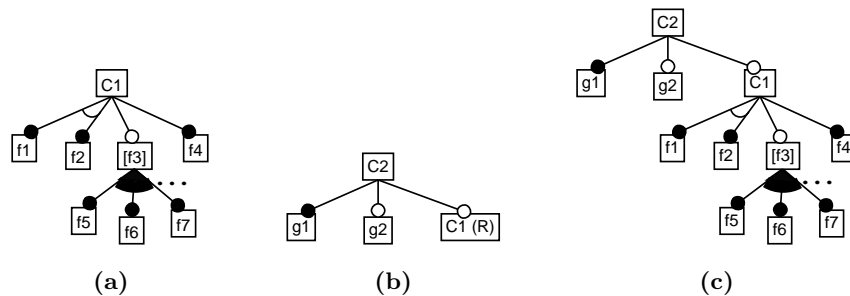 C1
f1 f2 [f3] f4
f5 f6 f7
(a)
C2
g1 g2 C1 (R)
(b)
C2
g1 g2 C1
f1 f2 [f3] f4
f5 f6 f7
(c)